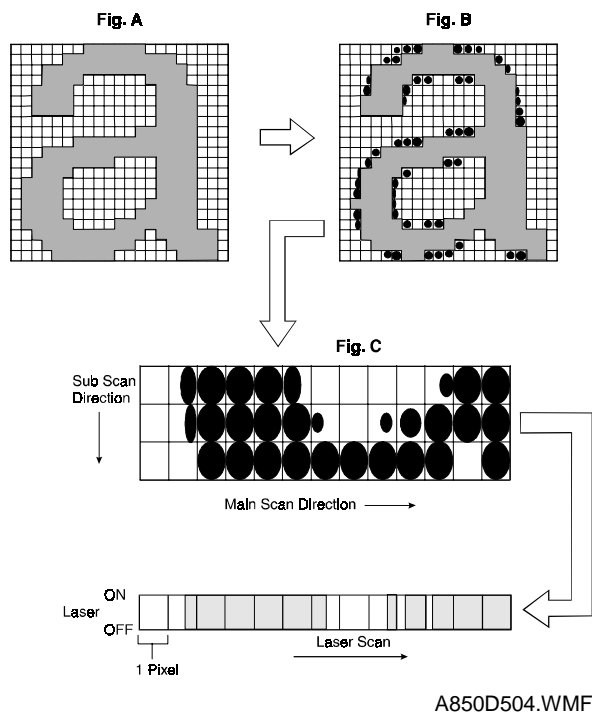 Fig. A
Fig. B
Fig. C
Sub Scan
Direction
Main Scan Direction
ON
Laser
OFF
Laser Scan
1 Pixel
A850D504.WMF